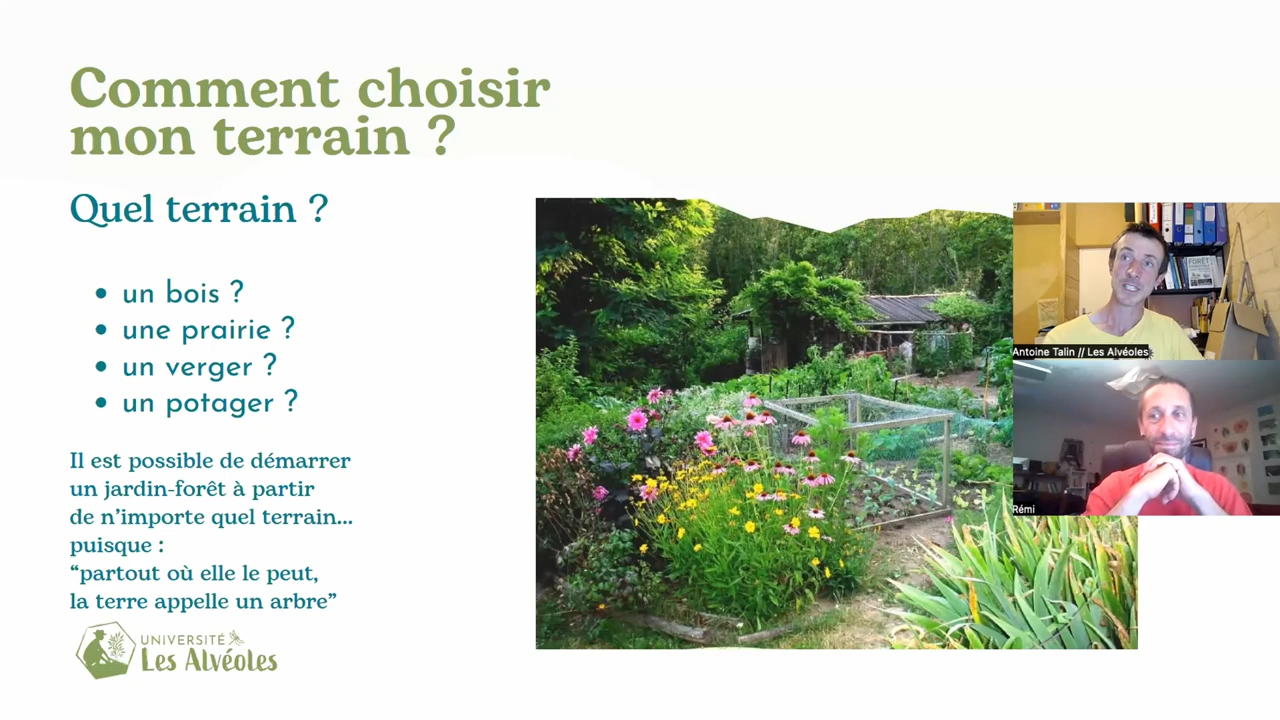 Comment choisir
mon terrain ?
Quel terrain ?
• un bois ?
• une prairie ?
• un verger ?
• un potager ?
Il est possible de démarrer
un jardin-forêt à partir
de n'importe quel terrain...
puisque :
“partout où elle le peut,
la terre appelle un arbre”
UNIVERSITÉ
Les Alvéoles
FORÊT
Antoine Talin // Les Alvéoles
Rémi